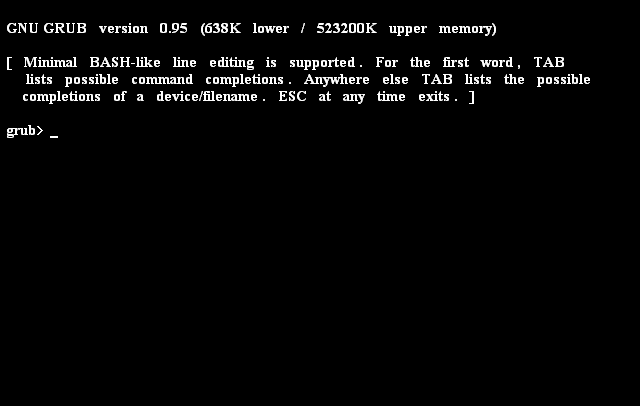 GNU GRUB version 0.95 (638K lower / 523200K upper memory)
[ Minimal BASH-like line editing is supported. For the first word, TAB
lists possible command completions. Anywhere else TAB lists the possible
completions of a device/filename. ESC at any time exits. ]
grub> _